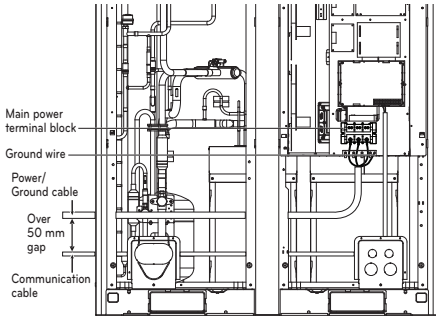 Main power
terminal block
Ground wire
Power/
Ground cable
Over
50 mm
gap
Communication
cable